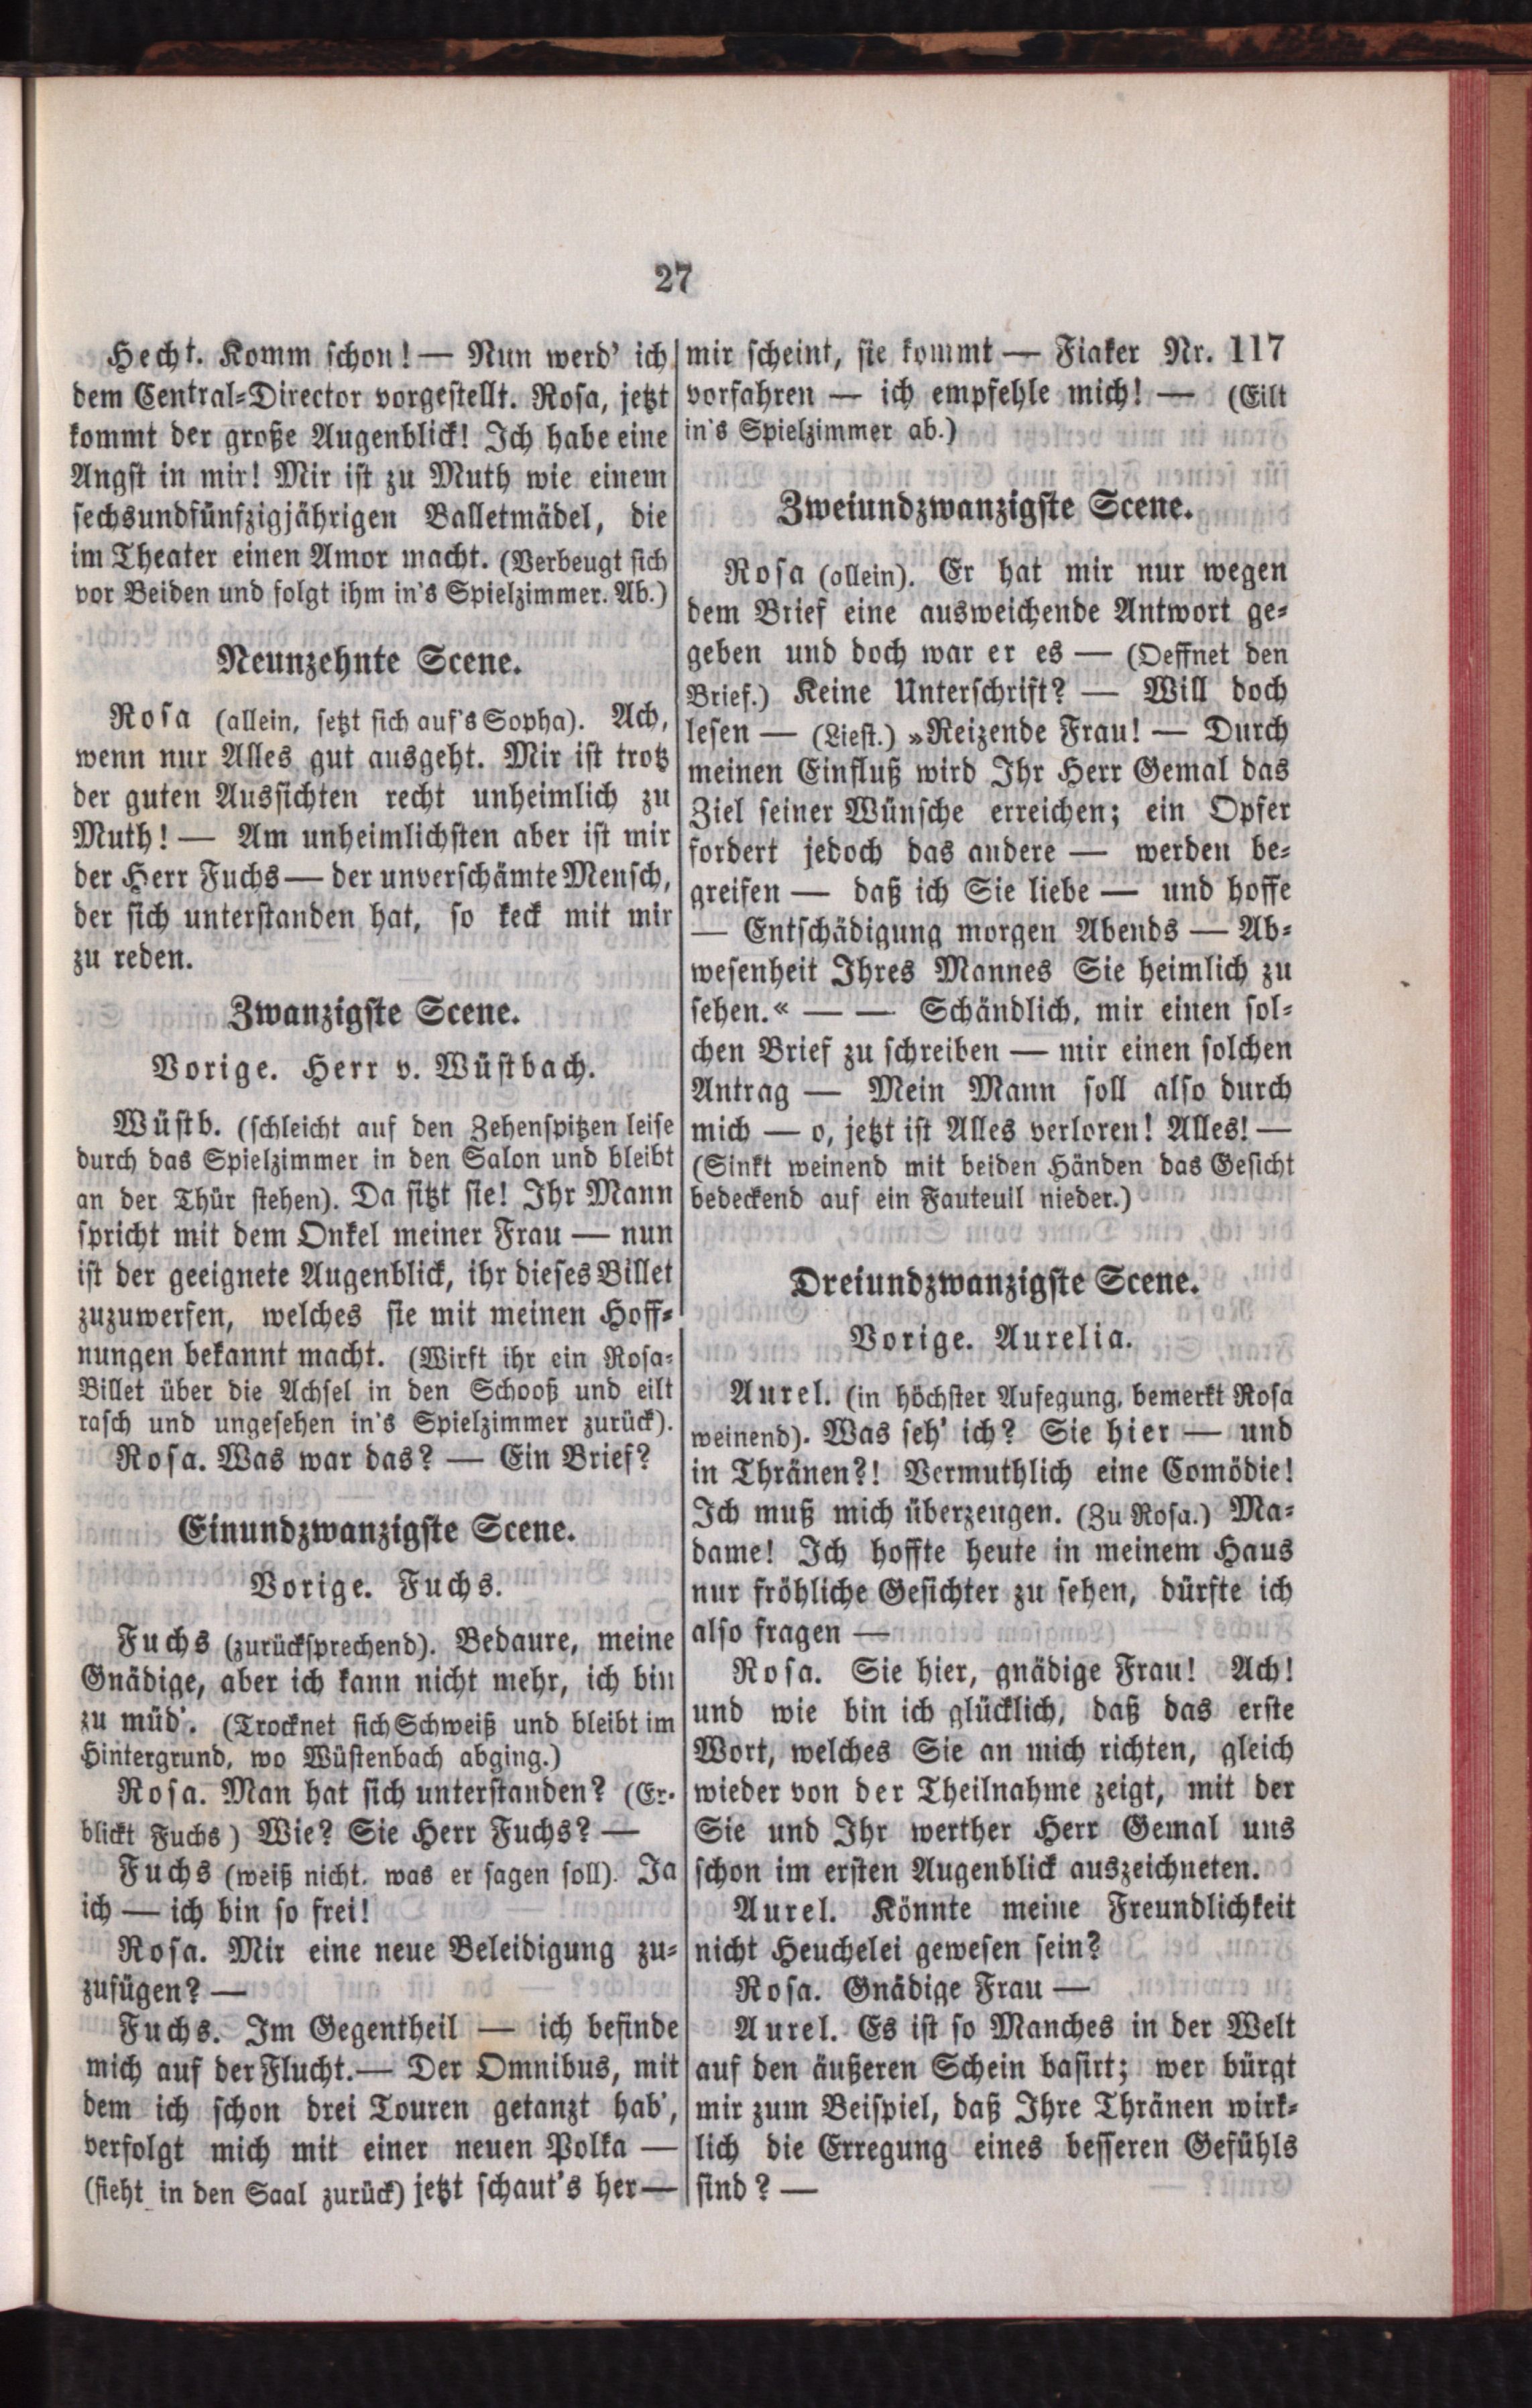 27
Hecht. Komm schon! — Nun werd' ich
dem Central-Director vorgestellt. Rosa, jetzt
kommt der große Augenblick! Ich habe eine
Angst in mir! Mir ist zu Muth wie einem
sechsundfünfzigjährigen Balletmädel, die
im Theater einen Amor macht. (Verbeugt sich
vor Beiden und folgt ihm in's Spielzimmer. Ab.)
Neunzehnte Scene.
Rosa (allein, setzt sich auf's Sopha). Ach,
wenn nur Alles gut ausgeht. Mir ist trotz
der guten Aussichten recht unheimlich zu
Muth! — Am unheimlichsten aber ist mir
der Herr Fuchs — der unverschämte Mensch,
der sich unterstanden hat, so keck mit mir
zu reden.
Zwanzigste Scene.
Vorige. Herr v. Wüstbach.
Wüstb. (schleicht auf den Zehenspitzen leise
durch das Spielzimmer in den Salon und bleibt
an der Thür stehen). Da sitzt sie! Ihr Mann
spricht mit dem Onkel meiner Frau — nun
ist der geeignete Augenblick, ihr dieses Billet
zuzuwerfen, welches sie mit meinen Hoff-
nungen bekannt macht. (Wirft ihr ein Rosa-
Billet über die Achsel in den Schooß und eilt
rasch und ungesehen in's Spielzimmer zurück).
Rosa. Was war das? — Ein Brief?
Einundzwanzigste Scene.
Vorige. Fuchs.
Fuchs (zurücksprechend). Bedaure, meine
Gnädige, aber ich kann nicht mehr, ich bin
zu müd'. (Trocknet sich Schweiß und bleibt im
Hintergrund, wo Wüstenbach abging.)
Rosa. Man hat sich unterstanden? (Er-
blickt Fuchs) Wie? Sie Herr Fuchs? —
Fuchs (weiß nicht, was er sagen soll). Ja
ich — ich bin so frei!
Rosa. Mir eine neue Beleidigung zu-
zufügen? —
Fuchs. Im Gegentheil — ich befinde
mich auf der Flucht. — Der Omnibus, mit
dem ich schon drei Touren getanzt hab',
verfolgt mich mit einer neuen Polka —
(sieht in den Saal zurück) jetzt schaut's her —
mir scheint, sie kommt — Fiaker Nr. 117
vorfahren — ich empfehle mich! — (Eilt
in's Spielzimmer ab.)
Zweiundzwanzigste Scene.
Rosa (allein). Er hat mir nur wegen
dem Brief eine ausweichende Antwort ge-
geben und doch war er es — (Oeffnet den
Brief.) Keine Unterschrift? — Will doch
lesen — (Liest.) »Reizende Frau! — Durch
meinen Einfluß wird Ihr Herr Gemal das
Ziel seiner Wünsche erreichen; ein Opfer
fordert jedoch das andere — werden be-
greifen — daß ich Sie liebe — und hoffe
— Entschädigung morgen Abends — Ab-
wesenheit Ihres Mannes Sie heimlich zu
sehen.« — — Schändlich, mir einen sol-
chen Brief zu schreiben — mir einen solchen
Antrag — Mein Mann soll also durch
mich — o, jetzt ist Alles verloren! Alles! —
(Sinkt weinend mit beiden Händen das Gesicht
bedeckend auf ein Fauteuil nieder.)
Dreiundzwanzigste Scene.
Vorige. Aurelia.
Aurel. (in höchster Aufegung, bemerkt Rosa
weinend). Was seh' ich? Sie hier — und
in Thränen?! Vermuthlich eine Comödie!
Ich muß mich überzeugen. (Zu Rosa.) Ma-
dame! Ich hoffte heute in meinem Haus
nur fröhliche Gesichter zu sehen, dürfte ich
also fragen —
Rosa. Sie hier, gnädige Frau! Ach!
und wie bin ich glücklich, daß das erste
Wort, welches Sie an mich richten, gleich
wieder von der Theilnahme zeigt, mit der
Sie und Ihr werther Herr Gemal uns
schon im ersten Augenblick auszeichneten.
Aurel. Könnte meine Freundlichkeit
nicht Heuchelei gewesen sein?
Rosa. Gnädige Frau —
Aurel. Es ist so Manches in der Welt
auf den äußeren Schein basirt; wer bürgt
mir zum Beispiel, daß Ihre Thränen wirk-
lich die Erregung eines besseren Gefühls
sind? —